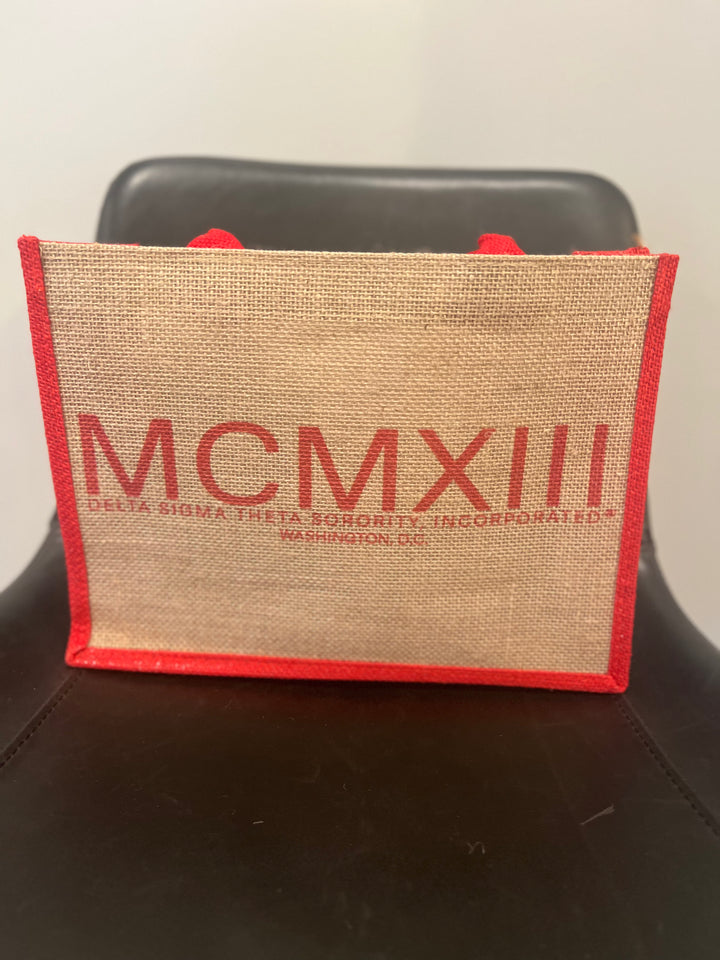 MCMXIII
DELTA SIGMA THETA SORORITY, INCORPORATED®
WASHINGTON, D.C.